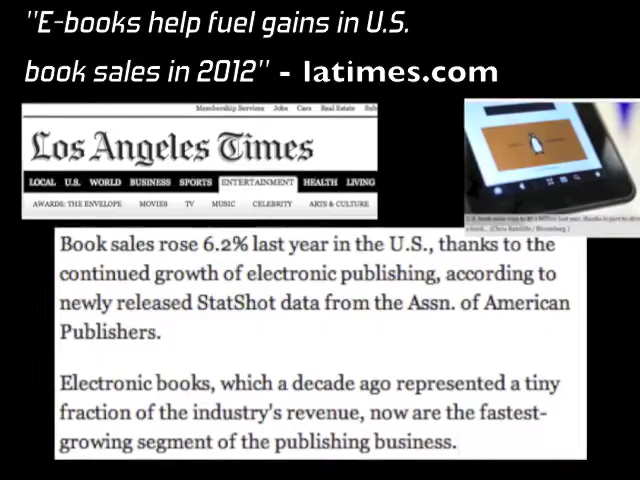 "E-books help fuel gains in U.S.
book sales in 2012" - latimes.com
Membership Services Jobs Cars Real Estate Sub
Los Angeles Times
LOCAL U.S. WORLD BUSINESS SPORTS ENTERTAINMENT HEALTH LIVING
AWARDS: THE ENVELOPE MOVIES TV MUSIC CELEBRITY ARTS & CULTURE
Book sales rose 6.2% last year in the U.S., thanks to the
continued growth of electronic publishing, according to
newly released StatShot data from the Assn. of American
Publishers.
Electronic books, which a decade ago represented a tiny
fraction of the industry's revenue, now are the fastest-
growing segment of the publishing business.